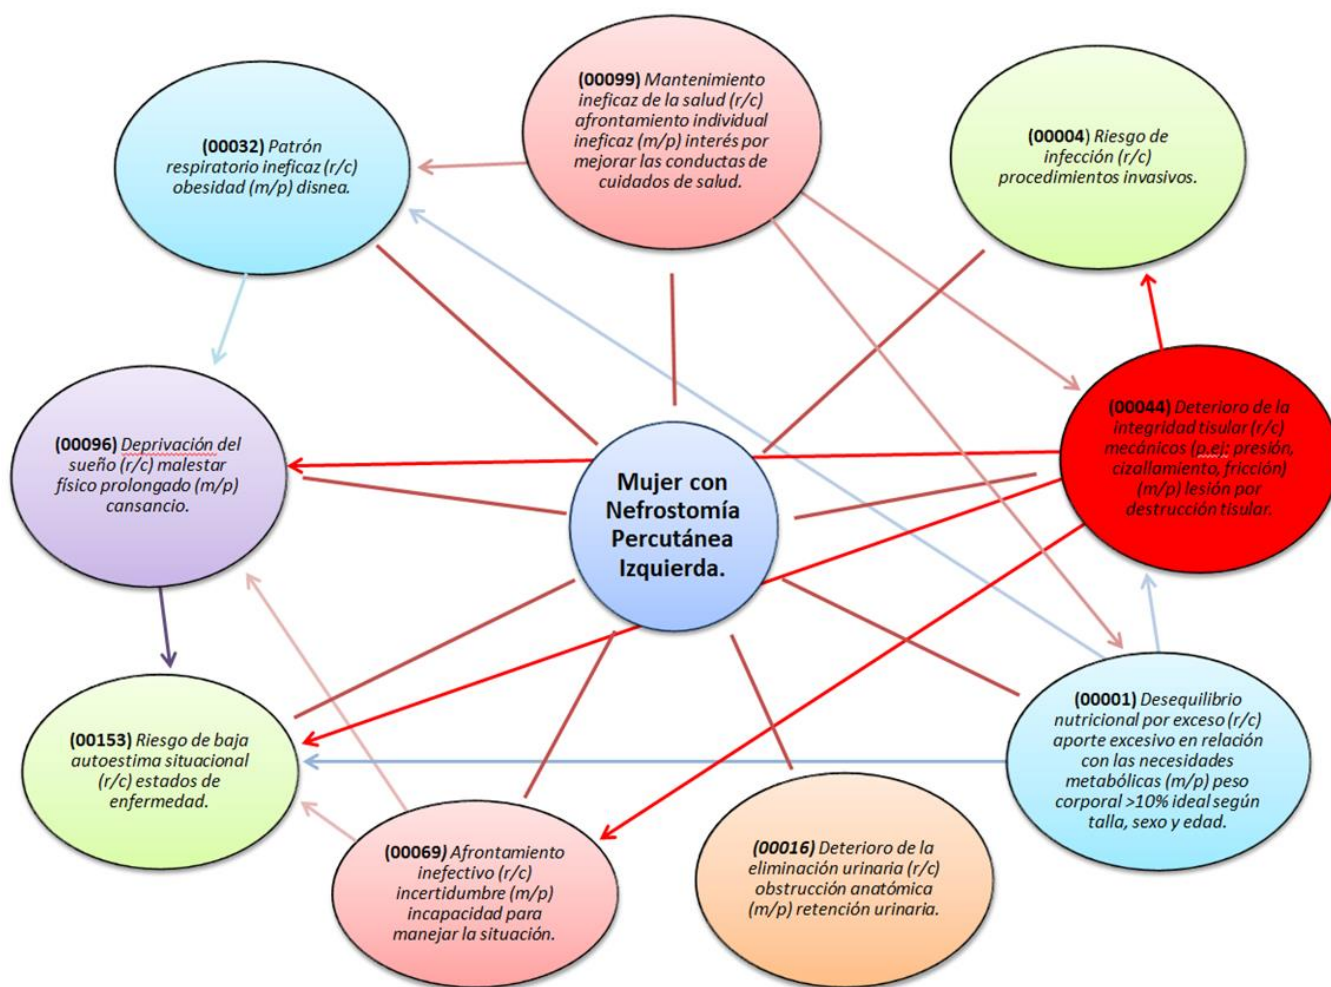 (00099) Mantenimiento
ineficaz de la salud (r/c)
afrontamiento individual
ineficaz (m/p) interés por
mejorar las conductas de
cuidados de salud.
(00032) Patrón
respiratorio ineficaz (r/c)
obesidad (m/p) disnea.
(00004) Riesgo de
infección (r/c)
procedimientos invasivos.
(00096) Deprivación del
sueño (r/c) malestar
físico prolongado (m/p)
cansancio.
Mujer con
Nefrostomía
Percutánea
Izquierda.
(00044) Deterioro de la
integridad tisular (r/c)
mecánicos (p.ej: presión,
cizallamiento, fricción)
(m/p) lesión por
destrucción tisular.
(00153) Riesgo de baja
autoestima situacional
(r/c) estados de
enfermedad.
(00001) Desequilibrio
nutricional por exceso (r/c)
aporte excesivo en relación
con las necesidades
metabólicas (m/p) peso
corporal >10% ideal según
talla, sexo y edad.
(00069) Afrontamiento
inefectivo (r/c)
incertidumbre (m/p)
incapacidad para
manejar la situación.
(00016) Deterioro de la
eliminación urinaria (r/c)
obstrucción anatómica
(m/p) retención urinaria.